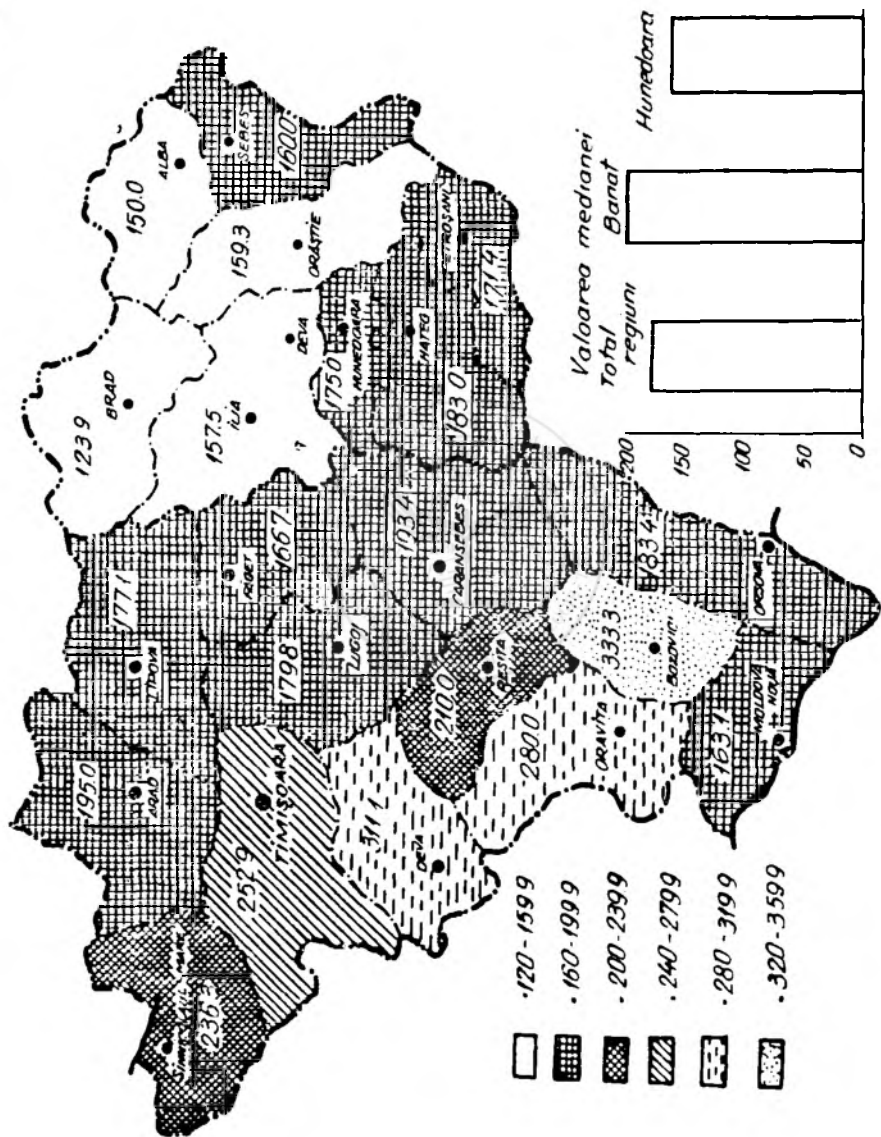 150.0
ALBA
SEBEȘ
160.0
159.3
ORĂȘTIE
123.9
BRAD
157.5
ILIA
DEVA
175.0
HUNEDOARA
HAȚEG
183.0
PETROȘANI
171.4
177.1
LIPOVA
166.7
FĂGET
179.8
LUGOJ
193.4
CARANSEBEȘ
195.0
ARAD
252.9
TIMIȘOARA
236.3
311.1
DEVA
210.0
REȘIȚA
280.0
ORAVIȚA
333.3
BOZOVICI
183.4
ORȘOVA
163.1
MOLDOVA
NOUĂ
120-159.9
160-199.9
200-239.9
240-279.9
280-319.9
320-359.9
Valoarea medianei
Total
regiuni
Banat
Hunedoara
200
150
100
50
0